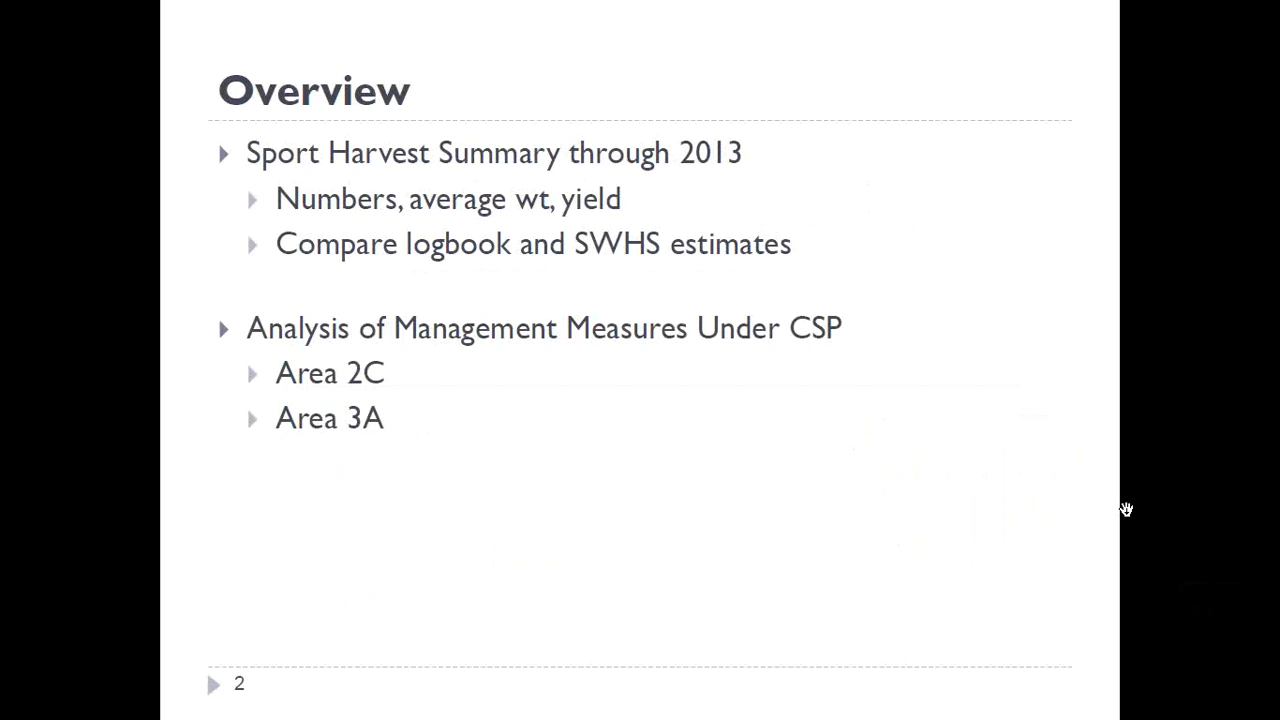 Overview
Sport Harvest Summary through 2013
Numbers, average wt, yield
Compare logbook and SWHS estimates
Analysis of Management Measures Under CSP
Area 2C
Area 3A
2